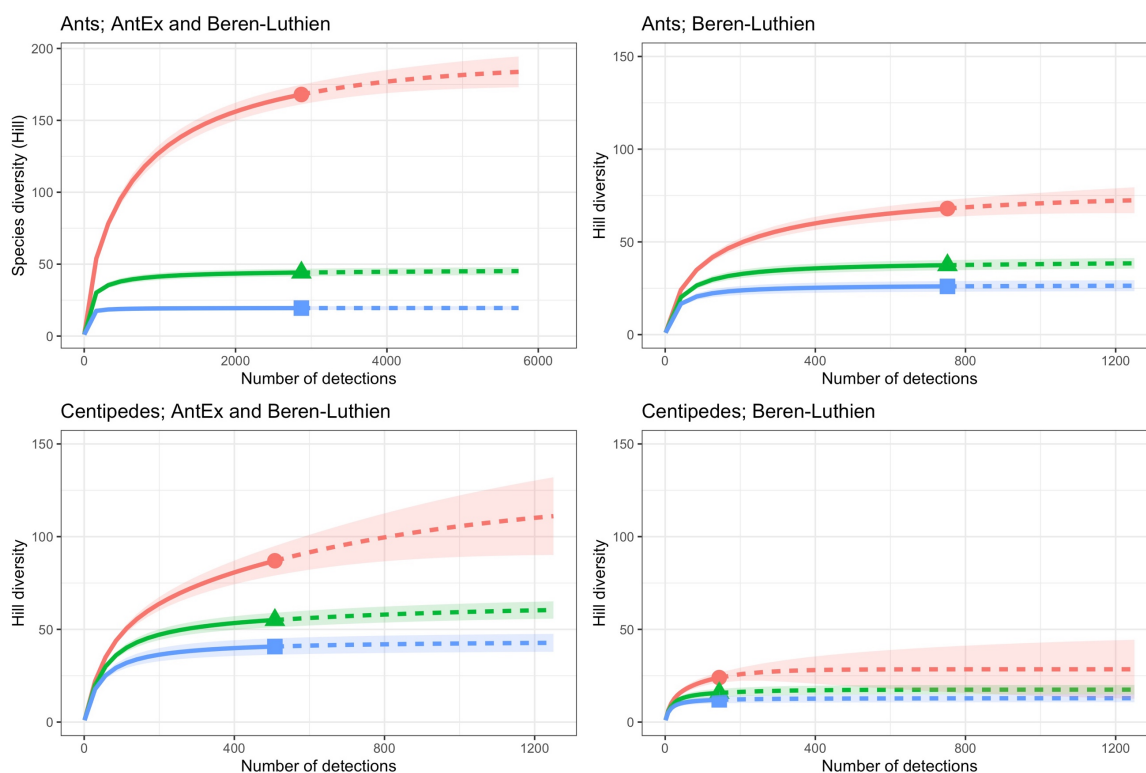 Ants; AntEx and Beren-Luthien
Species diversity (Hill)
200
150
100
50
0
0 2000 4000 6000
Number of detections
Ants; Beren-Luthien
Hill diversity
150
100
50
0
0 400 800 1200
Number of detections
Centipedes; AntEx and Beren-Luthien
Hill diversity
150
100
50
0
0 400 800 1200
Number of detections
Centipedes; Beren-Luthien
Hill diversity
150
100
50
0
0 400 800 1200
Number of detections